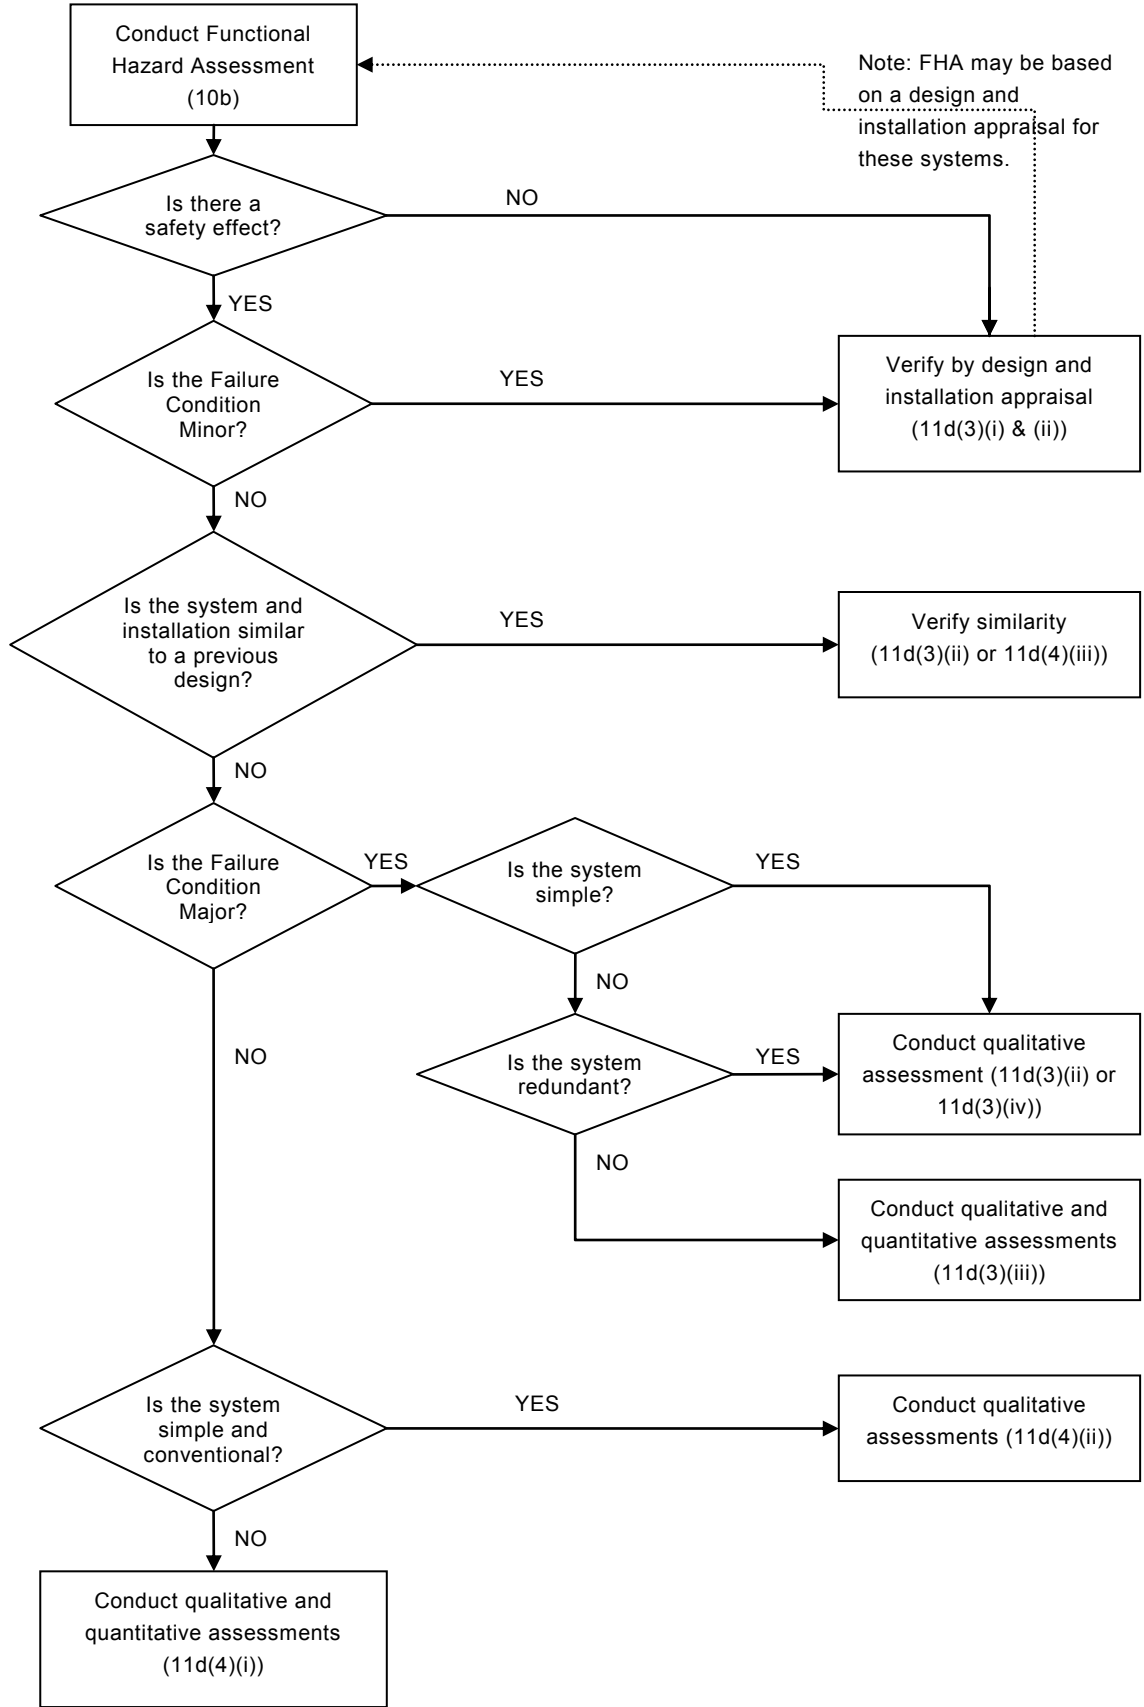 Conduct Functional
Hazard Assessment
(10b)
Note: FHA may be based
on a design and
installation appraisal for
these systems.
Is there a
safety effect?
NO
YES
Is the Failure
Condition
Minor?
YES
Verify by design and
installation appraisal
(11d(3)(i) & (ii))
NO
Is the system and
installation similar
to a previous
design?
YES
Verify similarity
(11d(3)(ii) or 11d(4)(iii))
NO
Is the Failure
Condition
Major?
YES
Is the system
simple?
YES
NO
NO
Is the system
redundant?
YES
Conduct qualitative
assessment (11d(3)(ii) or
11d(3)(iv))
NO
Conduct qualitative and
quantitative assessments
(11d(3)(iii))
Is the system
simple and
conventional?
YES
Conduct qualitative
assessments (11d(4)(ii))
NO
Conduct qualitative and
quantitative assessments
(11d(4)(i))